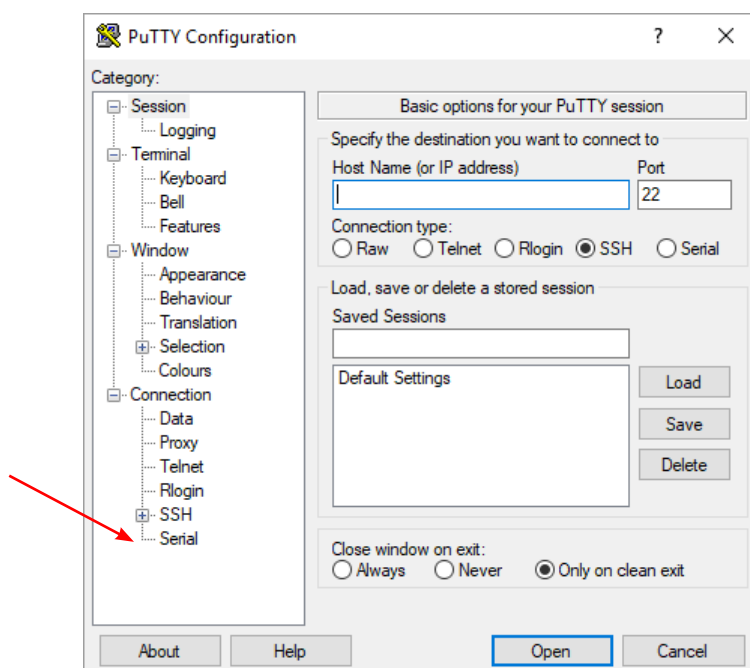 PuTTY Configuration
?
Category:
Session
Logging
Terminal
Keyboard
Bell
Features
Window
Appearance
Behaviour
Translation
Selection
Colours
Connection
Data
Proxy
Telnet
Rlogin
SSH
Serial
Basic options for your PuTTY session
Specify the destination you want to connect to
Host Name (or IP address) Port
22
Connection type:
Raw Telnet Rlogin SSH Serial
Load, save or delete a stored session
Saved Sessions
Default Settings
Load
Save
Delete
Close window on exit:
Always Never Only on clean exit
About Help Open Cancel